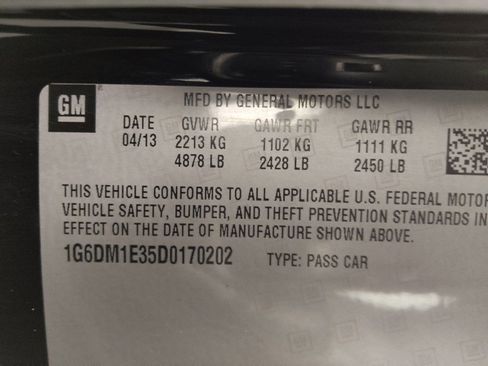 GM
MFD BY GENERAL MOTORS LLC
DATE GVWR GAWR FRT GAWR RR
04/13 2213 KG 1102 KG 1111 KG
4878 LB 2428 LB 2450 LB
THIS VEHICLE CONFORMS TO ALL APPLICABLE U.S. FEDERAL MOTOR
VEHICLE SAFETY, BUMPER, AND THEFT PREVENTION STANDARDS IN
EFFECT ON THE DATE OF MANUFACTURE SHOWN ABOVE.
1G6DM1E35D0170202 TYPE: PASS CAR